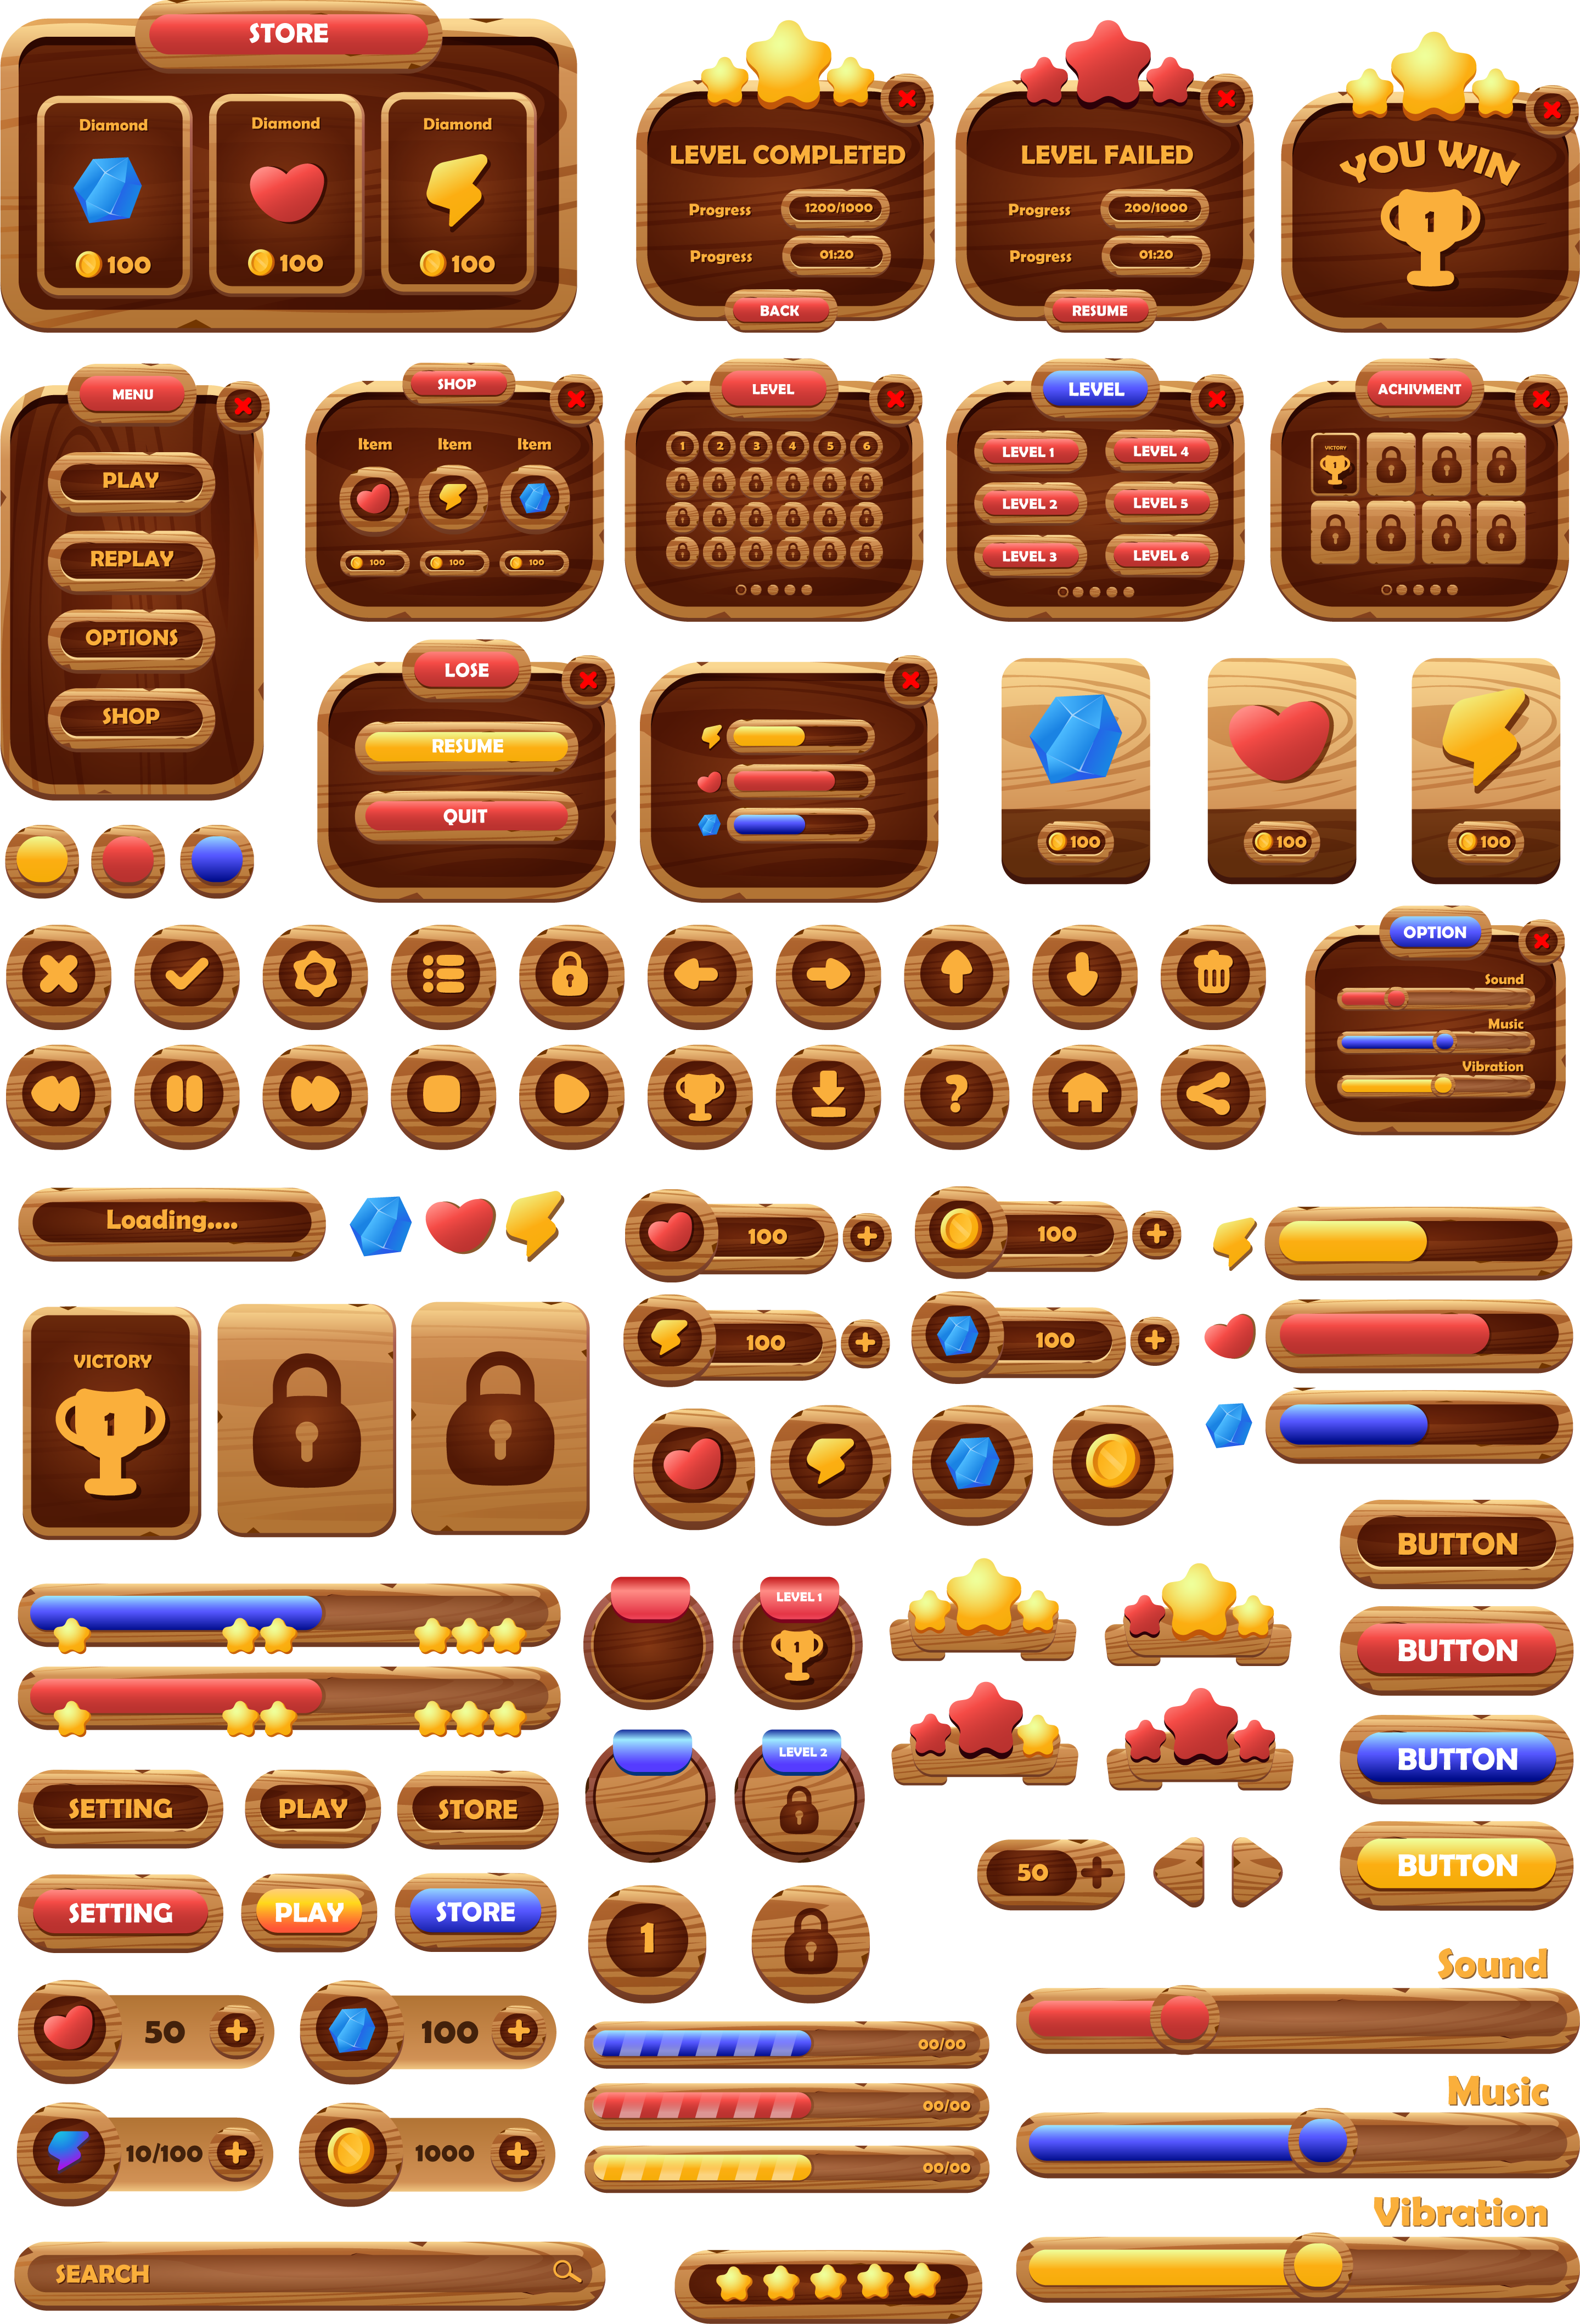 STORE
Diamond
Diamond
Diamond
100
100
100
LEVEL COMPLETED
Progress 1200/1000
Progress 01:20
BACK
LEVEL FAILED
Progress 200/1000
Progress 01:20
RESUME
YOU WIN
1
MENU
PLAY
REPLAY
OPTIONS
SHOP
SHOP
Item Item Item
100 100 100
LEVEL
1 2 3 4 5 6
LEVEL
LEVEL 1 LEVEL 4
LEVEL 2 LEVEL 5
LEVEL 3 LEVEL 6
ACHIVMENT
VICTORY
1
LOSE
RESUME
QUIT
100
100
100
OPTION
Sound
Music
Vibration
?
Loading....
100
100
100
100
VICTORY
1
BUTTON
BUTTON
BUTTON
BUTTON
LEVEL 1
1
LEVEL 2
SETTING PLAY STORE
SETTING PLAY STORE
50
1
50
100
10/100
1000
00/00
00/00
00/00
Sound
Music
Vibration
SEARCH